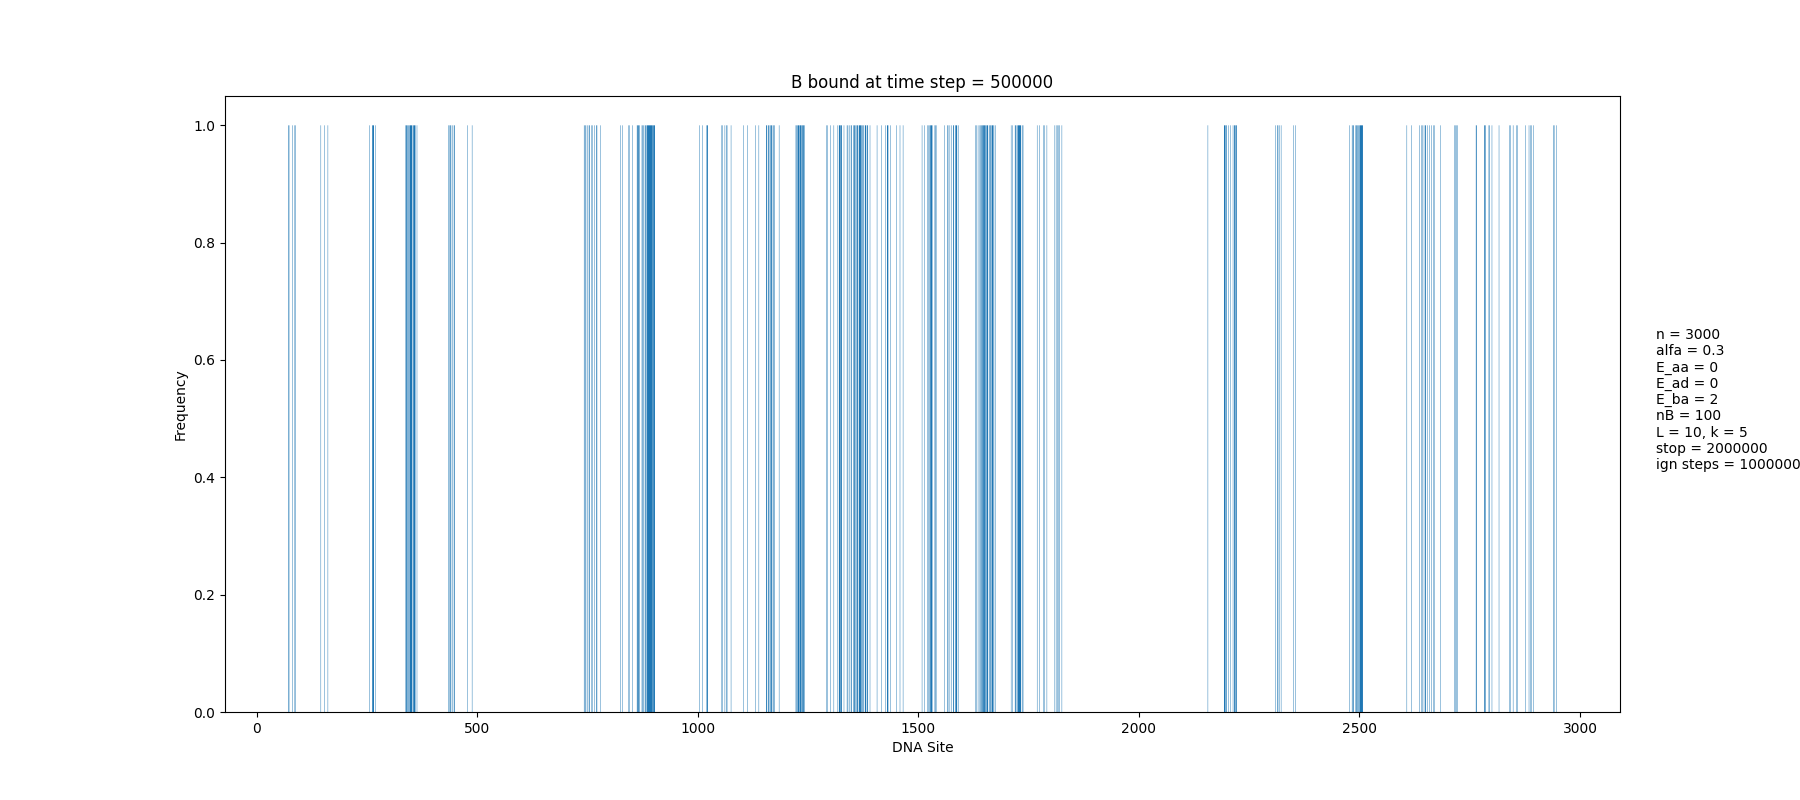 B bound at time step = 500000
1.0
0.8
0.6
0.4
0.2
0.0
Frequency
0 500 1000 1500 2000 2500 3000
DNA Site
n = 3000
alfa = 0.3
E_aa = 0
E_ad = 0
E_ba = 2
nB = 100
L = 10, k = 5
stop = 2000000
ign steps = 1000000